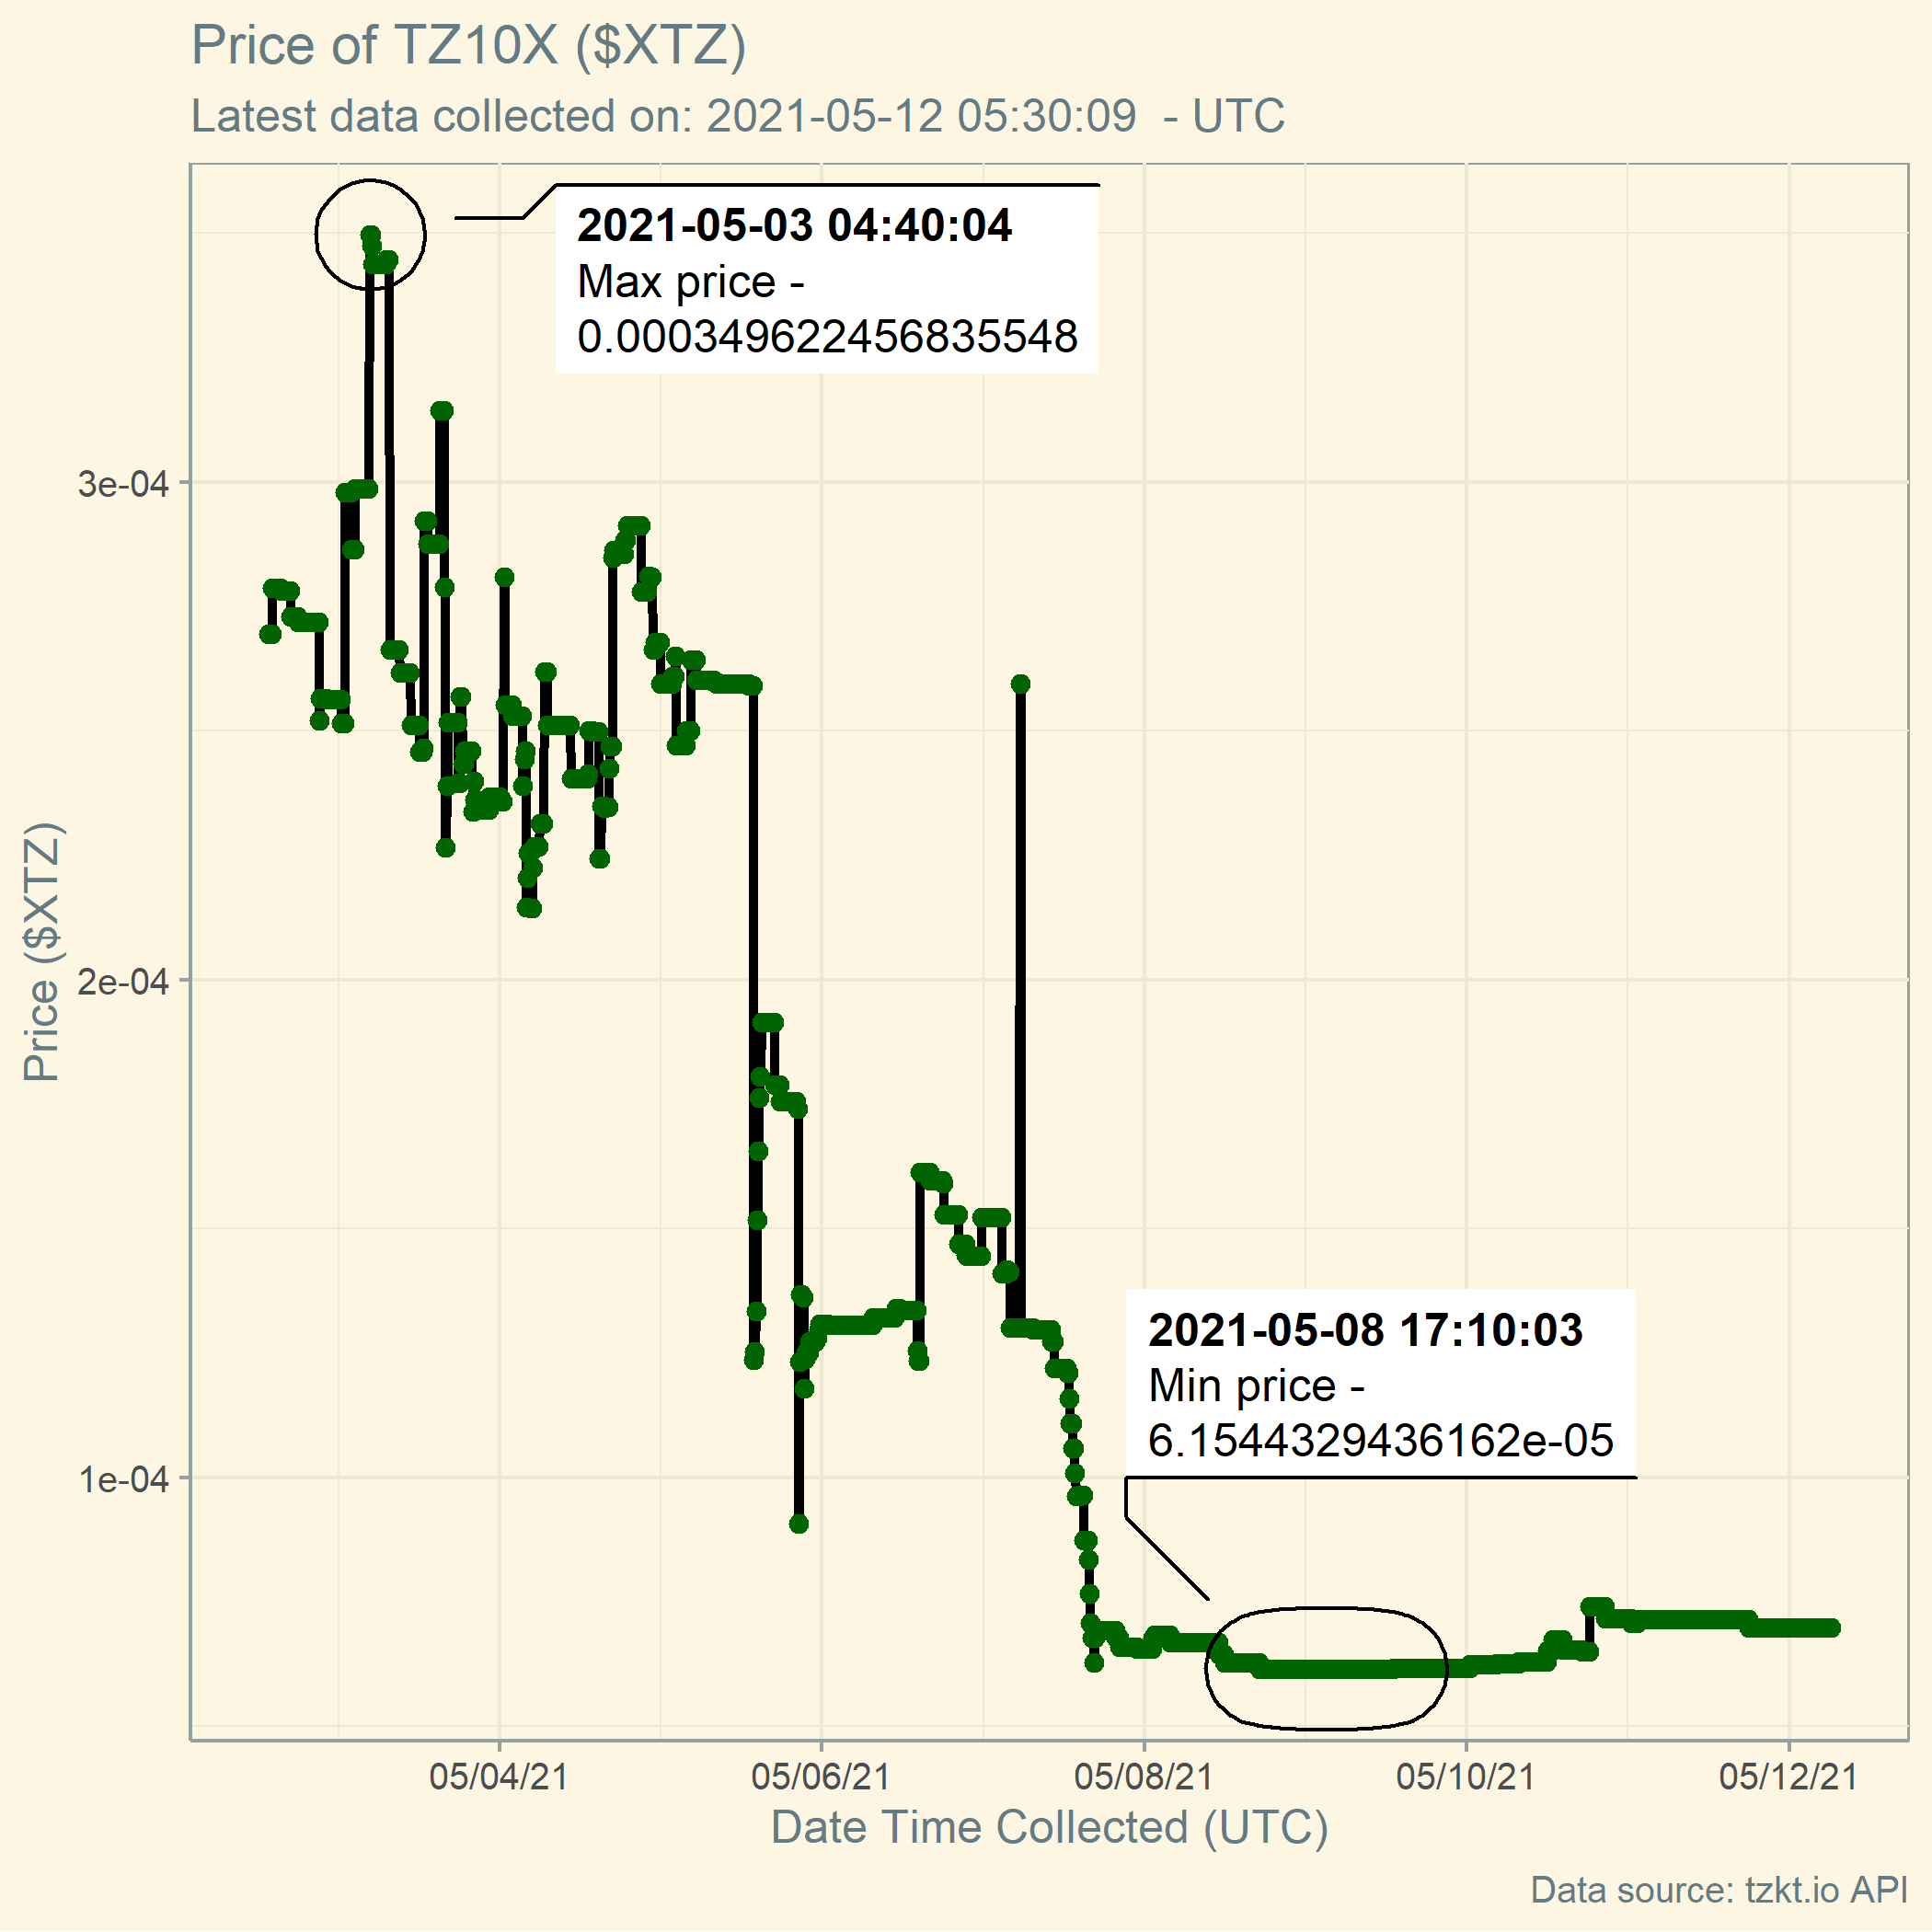 Price of TZ10X ($XTZ)
Latest data collected on: 2021-05-12 05:30:09  - UTC
2021-05-03 04:40:04
Max price -
0.000349622456835548
3e-04
2e-04
1e-04
Price ($XTZ)
2021-05-08 17:10:03
Min price -
6.1544329436162e-05
05/04/21
05/06/21
05/08/21
05/10/21
05/12/21
Date Time Collected (UTC)
Data source: tzkt.io API